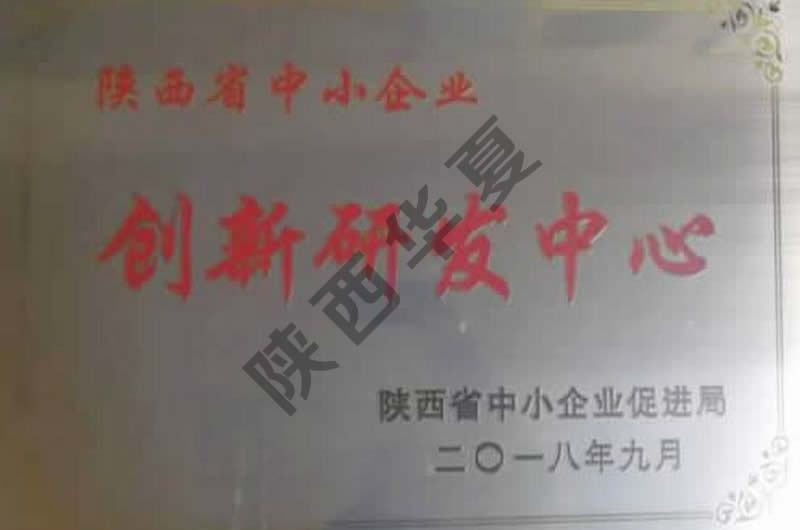 陕西省中小企业
创新研发中心
陕西华夏
陕西省中小企业促进局
二〇一八年九月